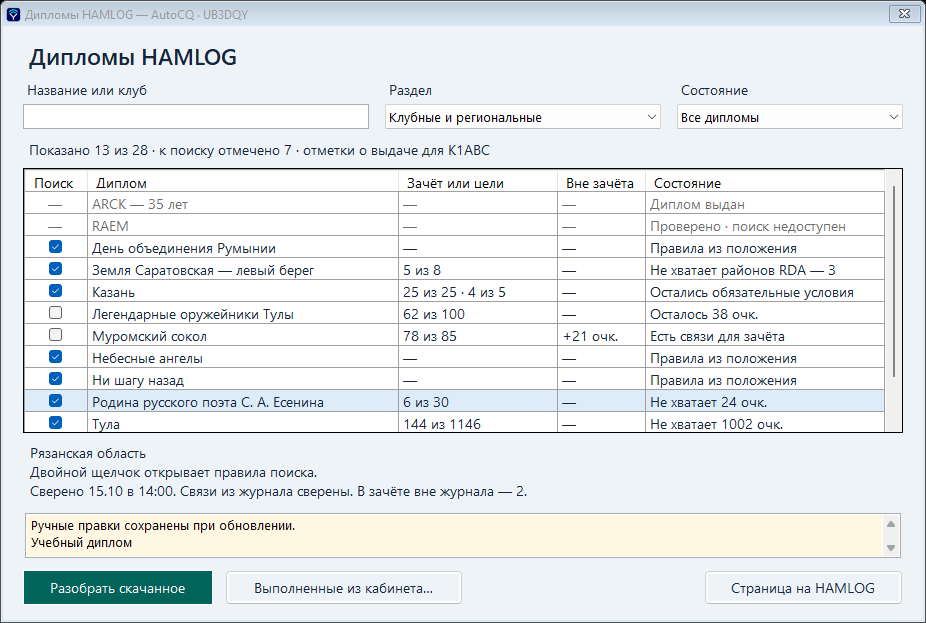 Дипломы HAMLOG — AutoCQ · UB3DQY
Дипломы HAMLOG
Название или клуб Раздел Состояние
Клубные и региональные Все дипломы
Показано 13 из 28 · к поиску отмечено 7 · отметки о выдаче для K1ABC
Поиск Диплом Зачёт или цели Вне зачёта Состояние
— ARCK — 35 лет — — Диплом выдан
— RAEM — — Проверено · поиск недоступен
День объединения Румынии — — Правила из положения
Земля Саратовская — левый берег 5 из 8 — Не хватает районов RDA — 3
Казань 25 из 25 · 4 из 5 — Остались обязательные условия
Легендарные оружейники Тулы 62 из 100 — Осталось 38 очк.
Муромский сокол 78 из 85 +21 очк. Есть связи для зачёта
Небесные ангелы — — Правила из положения
Ни шагу назад — — Правила из положения
Родина русского поэта С. А. Есенина 6 из 30 — Не хватает 24 очк.
Тула 144 из 1146 — Не хватает 1002 очк.
Рязанская область
Двойной щелчок открывает правила поиска.
Сверено 15.10 в 14:00. Связи из журнала сверены. В зачёте вне журнала — 2.
Ручные правки сохранены при обновлении.
Учебный диплом
Разобрать скачанное Выполненные из кабинета... Страница на HAMLOG